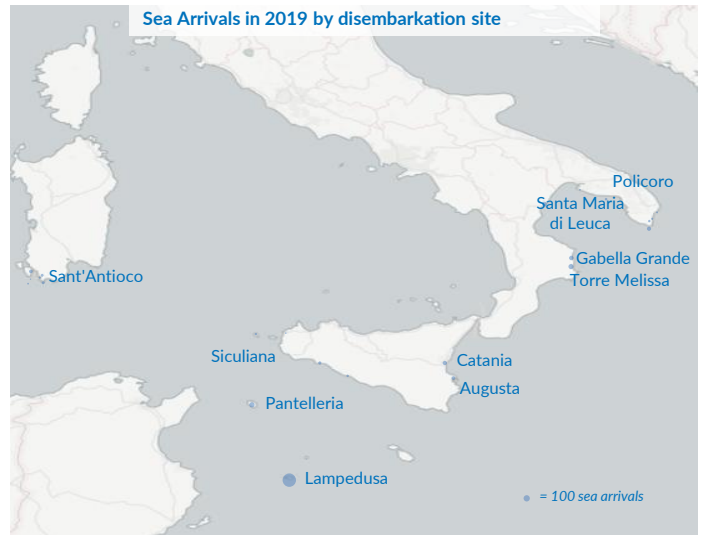 Sea Arrivals in 2019 by disembarkation site
Policoro
Santa Maria
di Leuca
Gabella Grande
Sant'Antioco
Torre Melissa
Siculiana
Catania
Augusta
Pantelleria
Lampedusa
= 100 sea arrivals